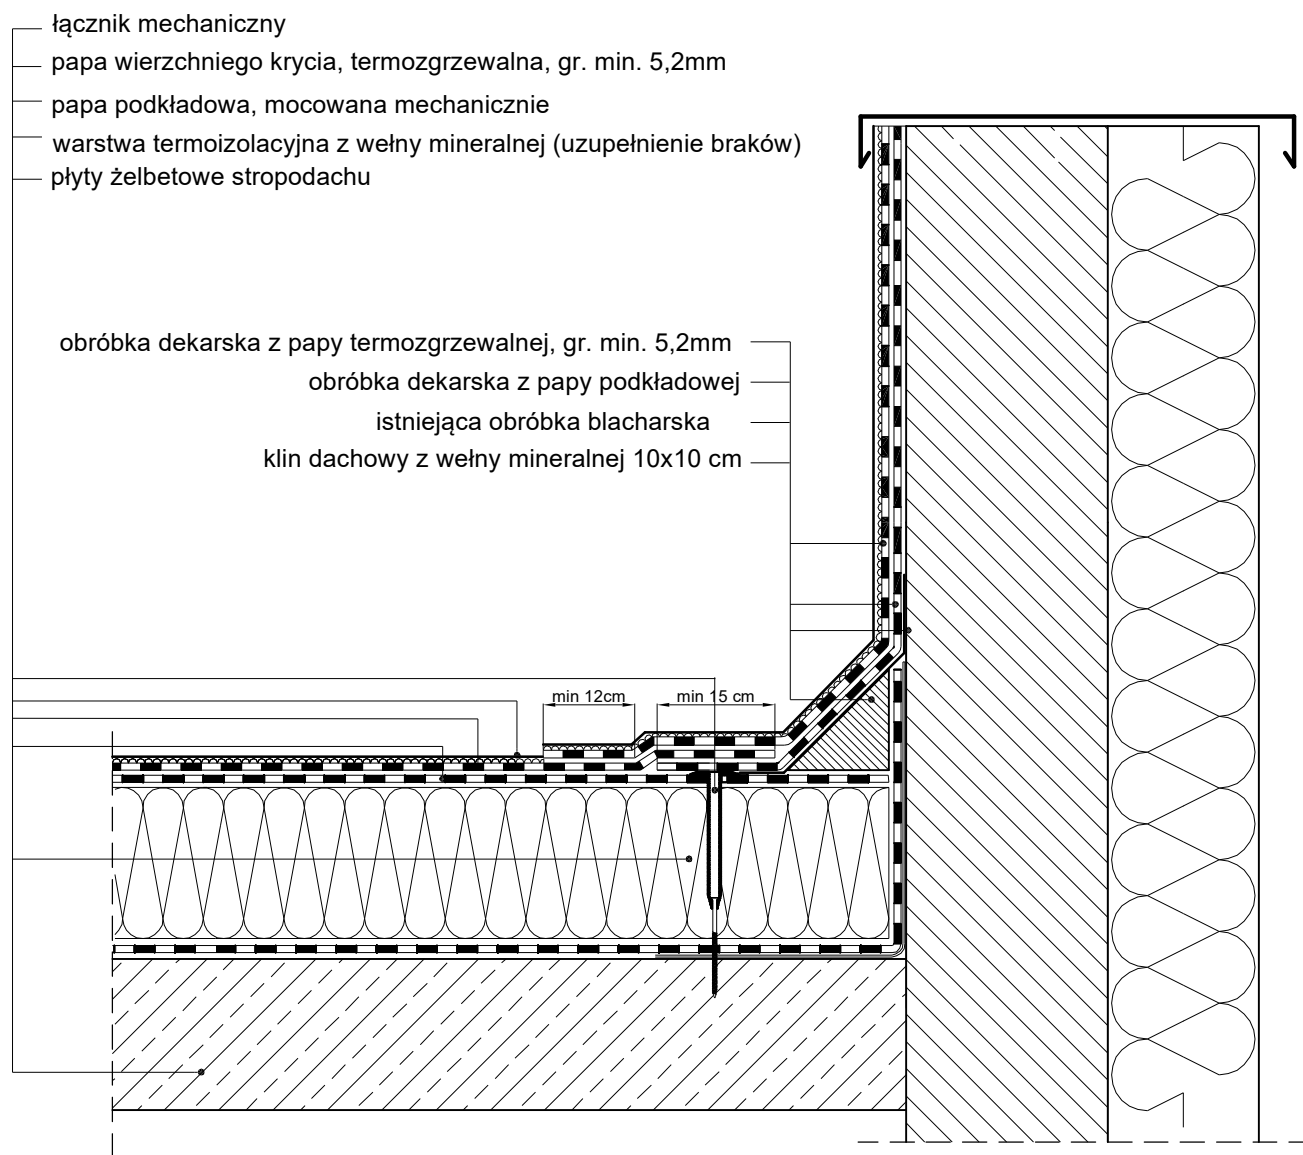 łącznik mechaniczny
papa wierzchniego krycia, termozgrzewalna, gr. min. 5,2mm
papa podkładowa, mocowana mechanicznie
warstwa termoizolacyjna z wełny mineralnej (uzupełnienie braków)
płyty żelbetowe stropodachu
obróbka dekarska z papy termozgrzewalnej, gr. min. 5,2mm
obróbka dekarska z papy podkładowej
istniejąca obróbka blacharska
klin dachowy z wełny mineralnej 10x10 cm
min 12cm
min 15 cm